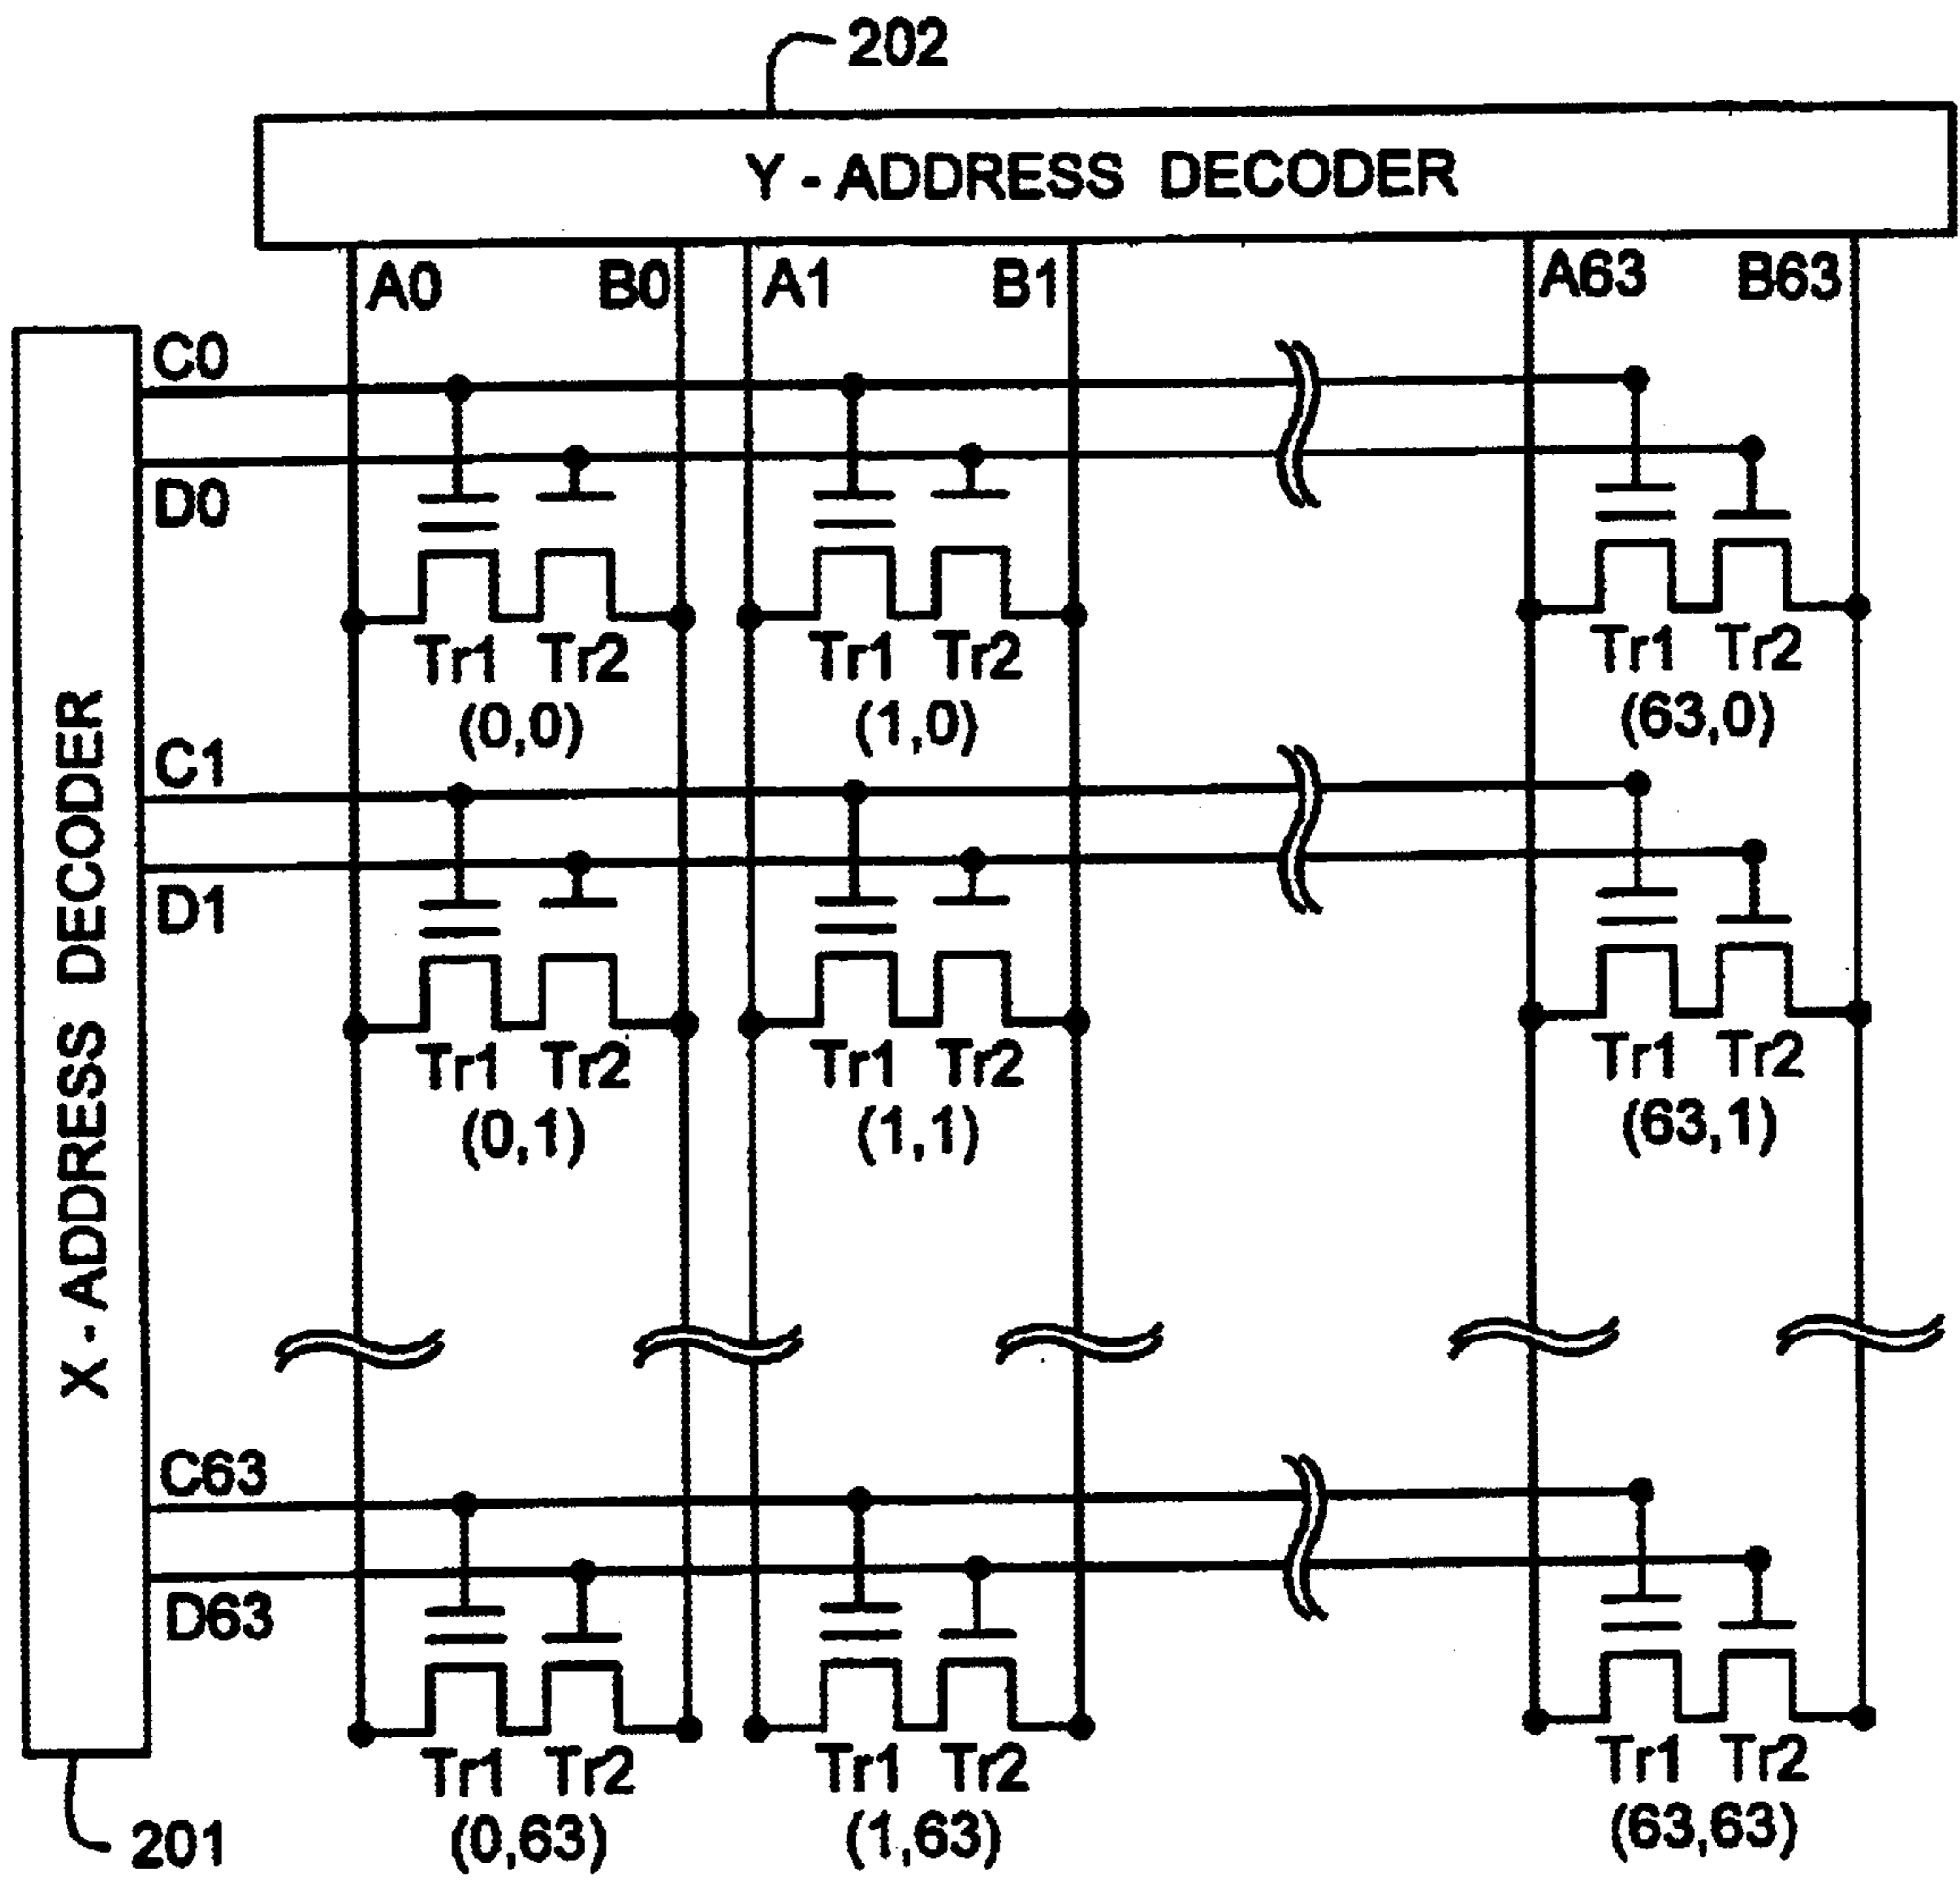 202
Y - ADDRESS DECODER
A0 B0 A1 B1 A63 B63
C0
D0
Tr1 Tr2 Tr1 Tr2 Tr1 Tr2
(0,0) (1,0) (63,0)
C1
D1
Tr1 Tr2 Tr1 Tr2 Tr1 Tr2
(0,1) (1,1) (63,1)
X - ADDRESS DECODER
C63
D63
Tr1 Tr2 Tr1 Tr2 Tr1 Tr2
(0,63) (1,63) (63,63)
201